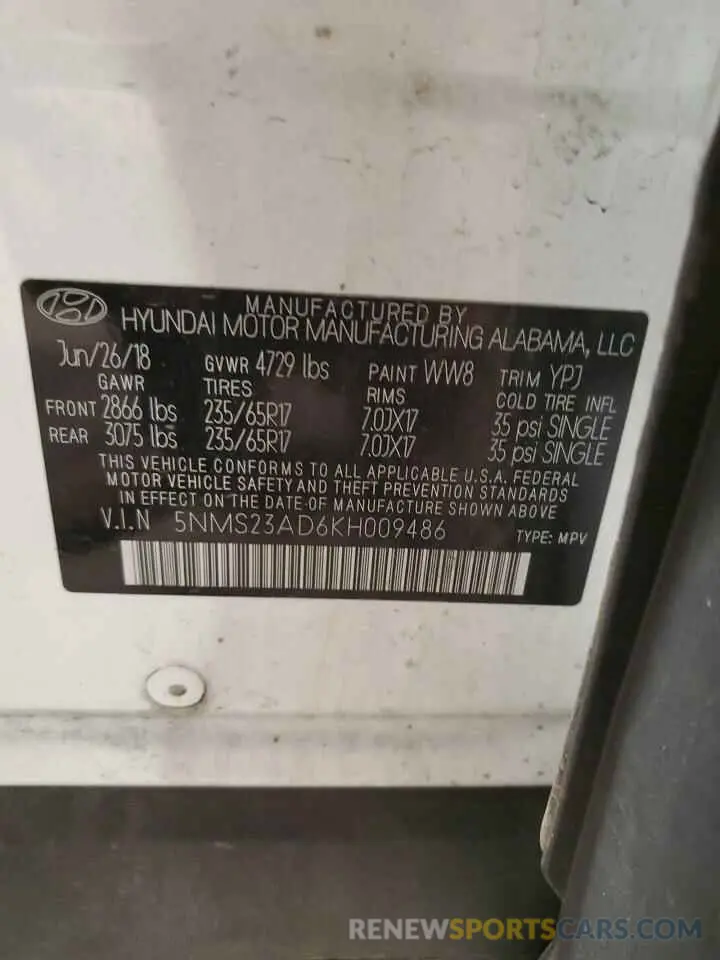 MANUFACTURED BY
HYUNDAI MOTOR MANUFACTURING ALABAMA, LLC
Jun/26/18 GVWR 4729 lbs PAINT WW8 TRIM YPJ
GAWR TIRES RIMS COLD TIRE INFL
FRONT 2866 lbs 235/65R17 7.0JX17 35 psi SINGLE
REAR 3075 lbs 235/65R17 7.0JX17 35 psi SINGLE
THIS VEHICLE CONFORMS TO ALL APPLICABLE U.S.A. FEDERAL
MOTOR VEHICLE SAFETY AND THEFT PREVENTION STANDARDS
IN EFFECT ON THE DATE OF MANUFACTURE SHOWN ABOVE
V.I.N 5NMS23AD6KH009486 TYPE: MPV
RENEWSPORTSCARS.COM